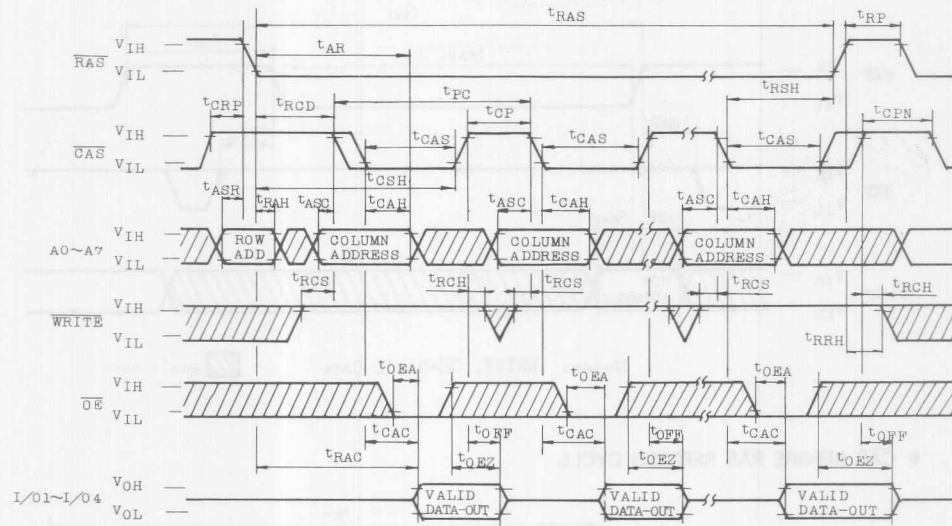 tRAS
tRP
tAR
VIH
RAS
VIL
tCRP
tRCD
tPC
tRSH
tCP
tCPN
VIH
CAS
VIL
tCAS
tCAS
tCAS
tCSH
tASR
tRAH
tASC
tCAH
tASC
tCAH
tASC
tCAH
VIH
A0~A7
VIL
ROW
ADD
COLUMN
ADDRESS
COLUMN
ADDRESS
COLUMN
ADDRESS
tRCS
tRCH
tRCS
tRCS
tRCH
VIH
WRITE
VIL
tRRH
tOEA
tOEA
tOEA
VIH
OE
VIL
tCAC
tOFF
tCAC
tOFF
tCAC
tOFF
tRAC
tOEZ
tOEZ
tOEZ
VOH
I/O1~I/O4
VOL
VALID
DATA-OUT
VALID
DATA-OUT
VALID
DATA-OUT